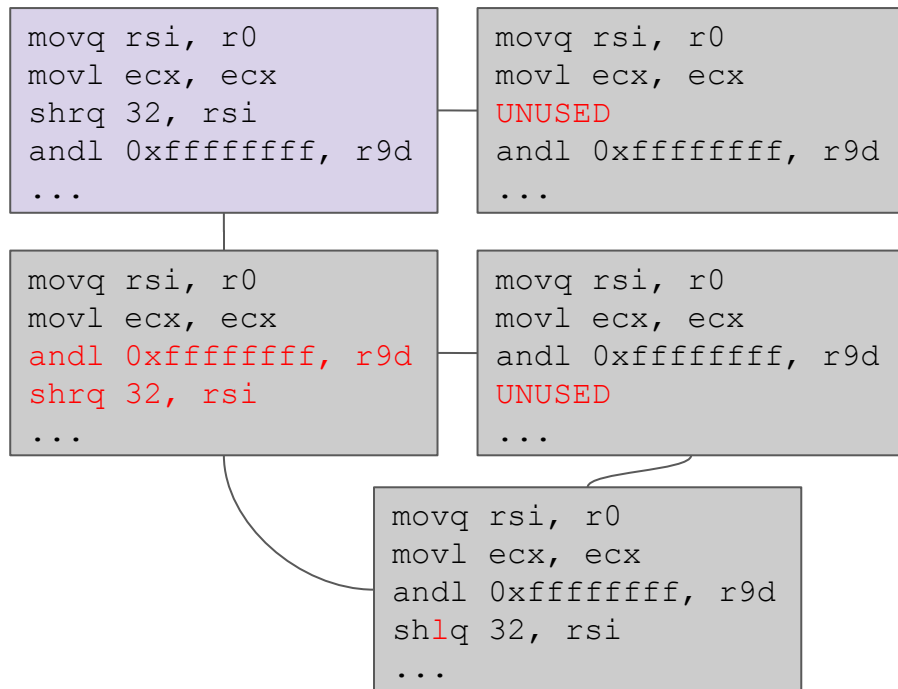 movq rsi, r0
movl ecx, ecx
shrq 32, rsi
andl 0xffffffff, r9d
...
movq rsi, r0
movl ecx, ecx
UNUSED
andl 0xffffffff, r9d
...
movq rsi, r0
movl ecx, ecx
andl 0xffffffff, r9d
shrq 32, rsi
...
movq rsi, r0
movl ecx, ecx
andl 0xffffffff, r9d
UNUSED
...
movq rsi, r0
movl ecx, ecx
andl 0xffffffff, r9d
shlq 32, rsi
...